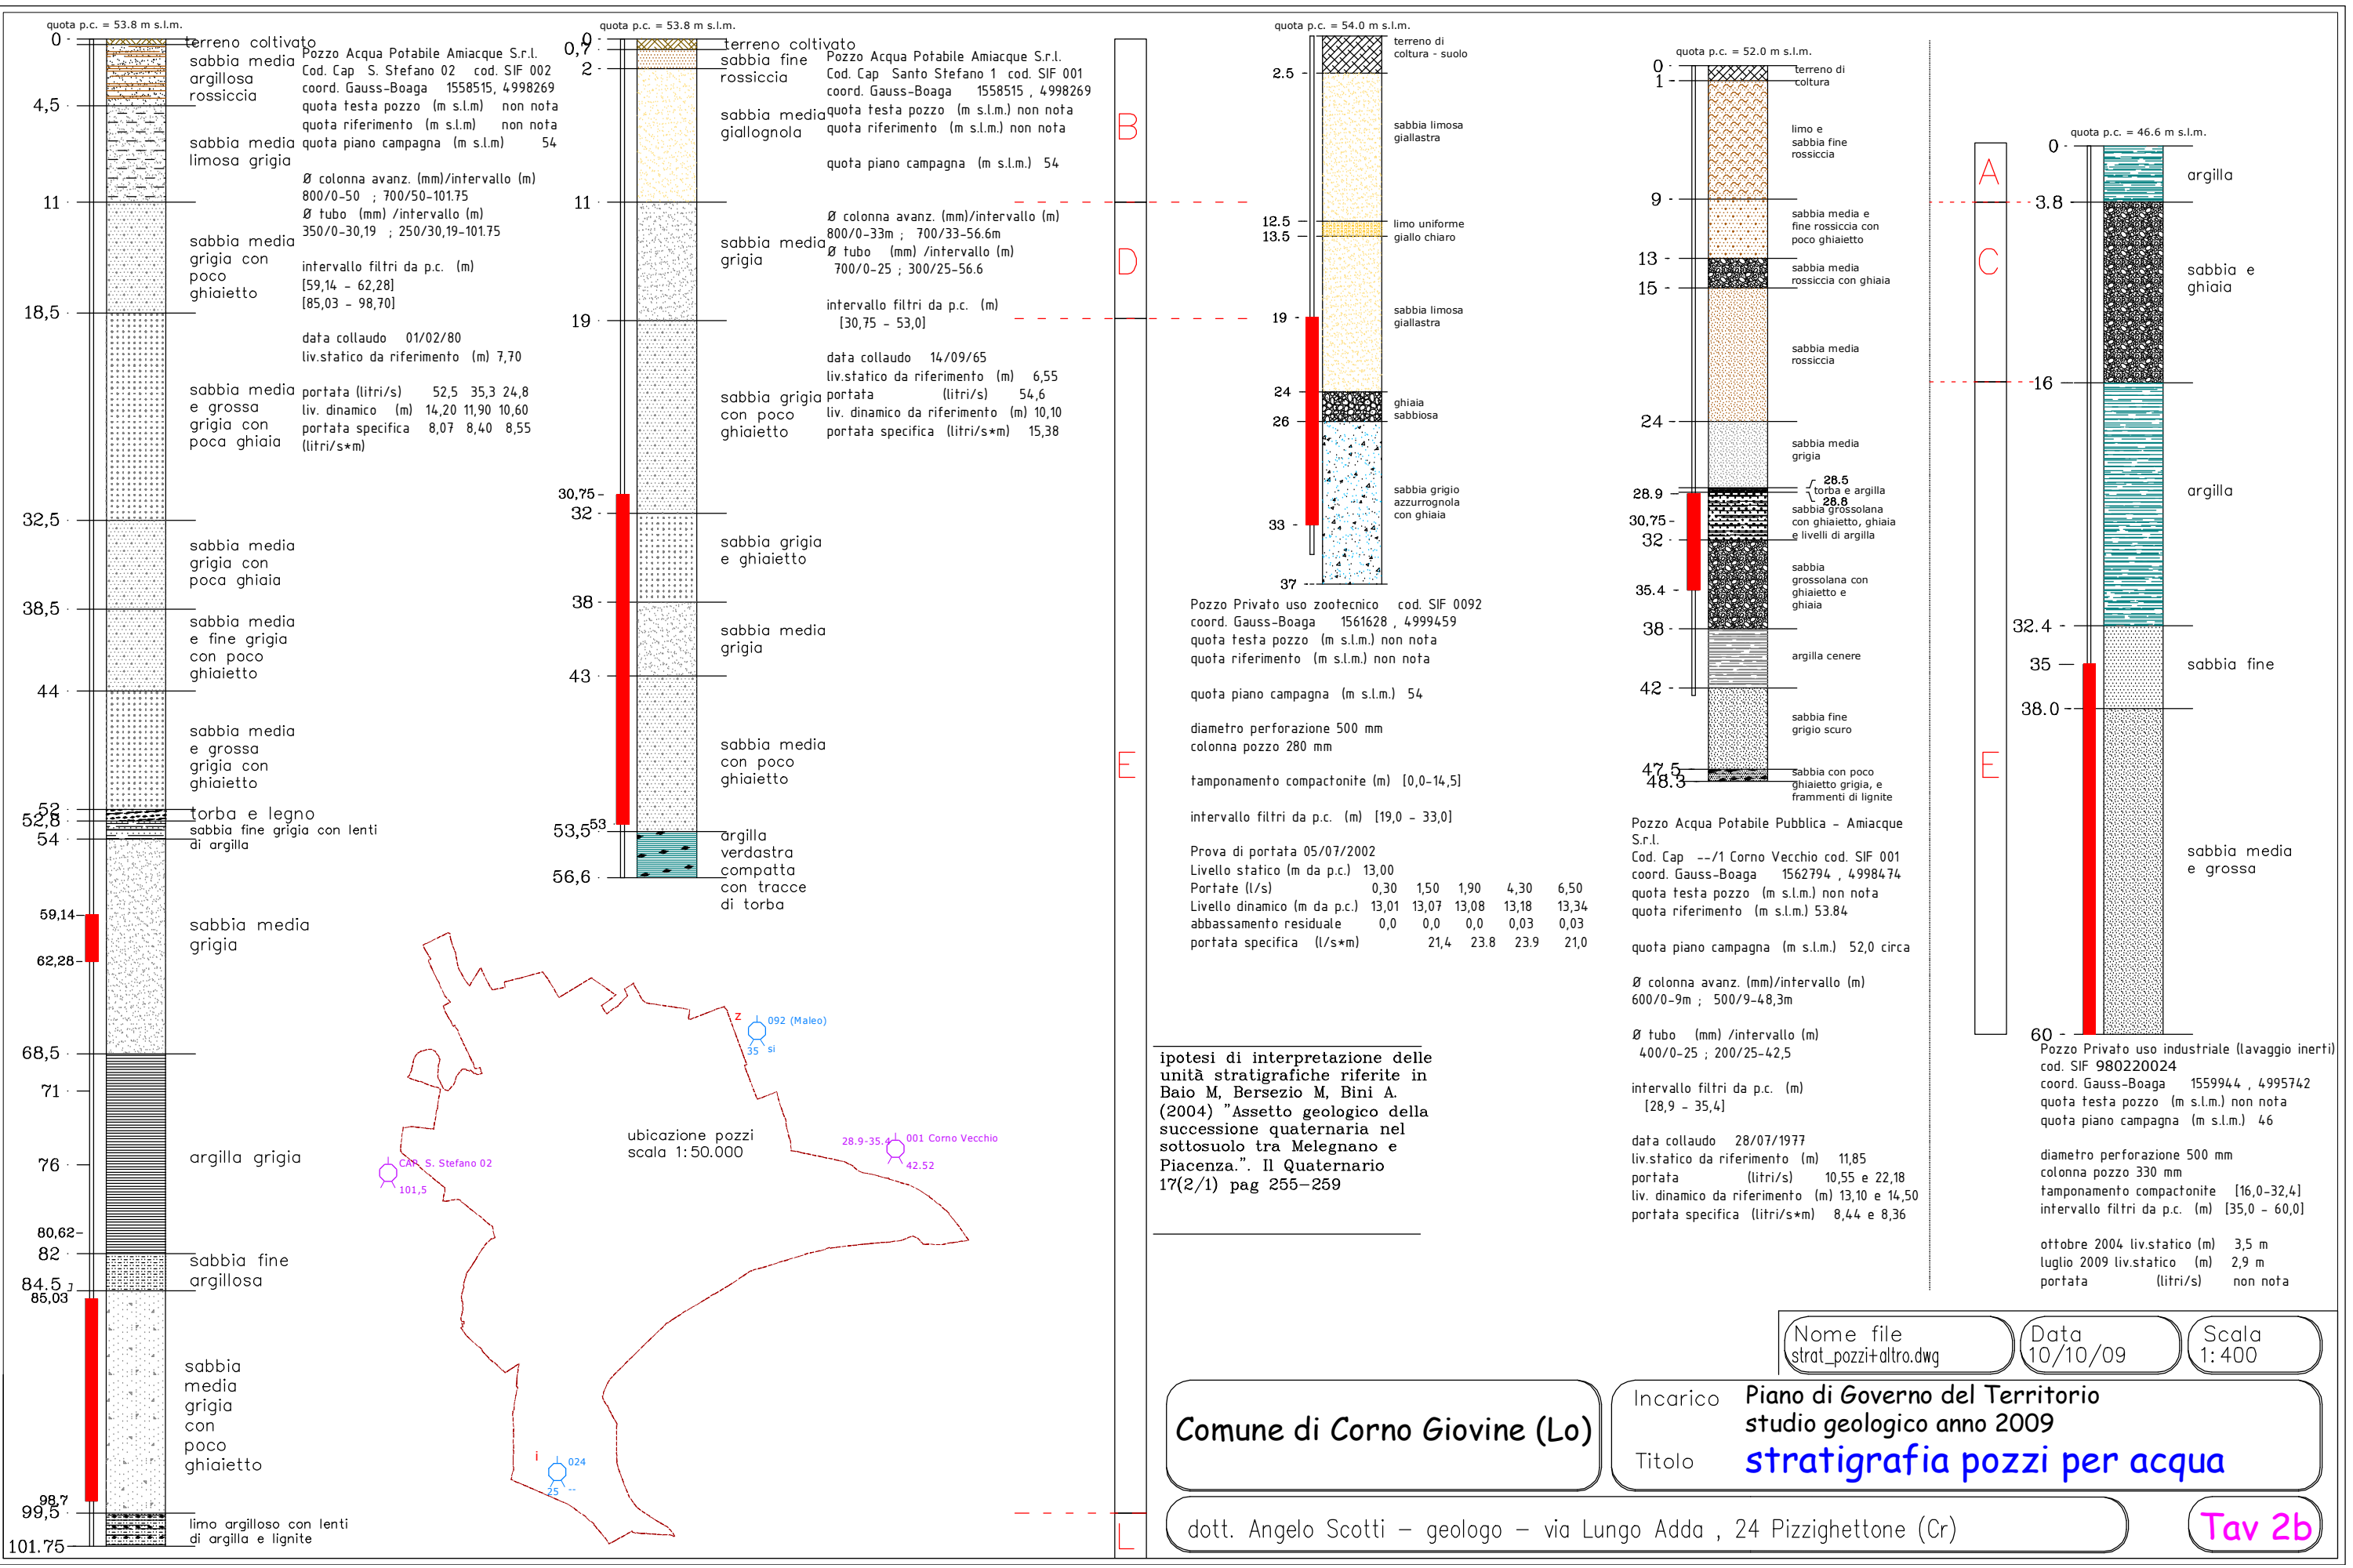 quota p.c. = 53.8 m s.l.m.
0
4,5
11
18,5
32,5
38,5
44
52
52,8
54
59,14
62,28
68,5
71
76
80,62
82
84.5
85,03
98,7
99,5
101.75
terreno coltivato
sabbia media
argillosa
rossiccia
sabbia media
limosa grigia
sabbia media
grigia con
poco
ghiaietto
sabbia media
e grossa
grigia con
poca ghiaia
sabbia media
grigia con
poca ghiaia
sabbia media
e fine grigia
con poco
ghiaietto
sabbia media
e grossa
grigia con
ghiaietto
torba e legno
sabbia fine grigia con lenti
di argilla
sabbia media
grigia
argilla grigia
sabbia fine
argillosa
sabbia
media
grigia
con
poco
ghiaietto
limo argilloso con lenti
di argilla e lignite
Pozzo Acqua Potabile Amiacque S.r.l.
Cod. Cap S. Stefano 02 cod. SIF 002
coord. Gauss-Boaga 1558515, 4998269
quota testa pozzo (m s.l.m) non nota
quota riferimento (m s.l.m) non nota
quota piano campagna (m s.l.m) 54
Ø colonna avanz. (mm)/intervallo (m)
800/0-50 ; 700/50-101.75
Ø tubo (mm) /intervallo (m)
350/0-30,19 ; 250/30,19-101.75
intervallo filtri da p.c. (m)
[59,14 - 62,28]
[85,03 - 98,70]
data collaudo 01/02/80
liv.statico da riferimento (m) 7,70
portata (litri/s) 52,5 35,3 24,8
liv. dinamico (m) 14,20 11,90 10,60
portata specifica 8,07 8,40 8,55
(litri/s*m)
quota p.c. = 53.8 m s.l.m.
0
0,7
2
11
19
30,75
32
38
43
53
53,5
56,6
terreno coltivato
sabbia fine
rossiccia
sabbia media
giallognola
sabbia media
grigia
sabbia grigia
con poco
ghiaietto
sabbia grigia
e ghiaietto
sabbia media
grigia
sabbia media
con poco
ghiaietto
argilla
verdastra
compatta
con tracce
di torba
Pozzo Acqua Potabile Amiacque S.r.l.
Cod. Cap Santo Stefano 1 cod. SIF 001
coord. Gauss-Boaga 1558515 , 4998269
quota testa pozzo (m s.l.m.) non nota
quota riferimento (m s.l.m.) non nota
quota piano campagna (m s.l.m.) 54
Ø colonna avanz. (mm)/intervallo (m)
800/0-33m ; 700/33-56.6m
Ø tubo (mm) /intervallo (m)
700/0-25 ; 300/25-56.6
intervallo filtri da p.c. (m)
[30,75 - 53,0]
data collaudo 14/09/65
liv.statico da riferimento (m) 6,55
portata (litri/s) 54,6
liv. dinamico da riferimento (m) 10,10
portata specifica (litri/s*m) 15,38
B
D
E
L
quota p.c. = 54.0 m s.l.m.
2.5
12.5
13.5
19
24
26
33
37
terreno di
coltura - suolo
sabbia limosa
giallastra
limo uniforme
giallo chiaro
sabbia limosa
giallastra
ghiaia
sabbiosa
sabbia grigio
azzurrognola
con ghiaia
Pozzo Privato uso zootecnico cod. SIF 0092
coord. Gauss-Boaga 1561628 , 4999459
quota testa pozzo (m s.l.m.) non nota
quota riferimento (m s.l.m.) non nota
quota piano campagna (m s.l.m.) 54
diametro perforazione 500 mm
colonna pozzo 280 mm
tamponamento compactonite (m) [0,0-14,5]
intervallo filtri da p.c. (m) [19,0 - 33,0]
Prova di portata 05/07/2002
Livello statico (m da p.c.) 13,00
Portate (l/s) 0,30 1,50 1,90 4,30 6,50
Livello dinamico (m da p.c.) 13,01 13,07 13,08 13,18 13,34
abbassamento residuale 0,0 0,0 0,0 0,03 0,03
portata specifica (l/s*m) 21,4 23.8 23.9 21,0
quota p.c. = 52.0 m s.l.m.
0
1
9
13
15
24
28.9
30,75
32
35.4
38
42
47.5
48.3
terreno di
coltura
limo e
sabbia fine
rossiccia
sabbia media e
fine rossiccia con
poco ghiaietto
sabbia media
rossiccia con ghiaia
sabbia media
rossiccia
sabbia media
grigia
28.5
torba e argilla
28.8
sabbia grossolana
con ghiaietto, ghiaia
e livelli di argilla
sabbia
grossolana con
ghiaietto e
ghiaia
argilla cenere
sabbia fine
grigio scuro
sabbia con poco
ghiaietto grigia, e
frammenti di lignite
Pozzo Acqua Potabile Pubblica - Amiacque
S.r.l.
Cod. Cap --/1 Corno Vecchio cod. SIF 001
coord. Gauss-Boaga 1562794 , 4998474
quota testa pozzo (m s.l.m.) non nota
quota riferimento (m s.l.m.) 53.84
quota piano campagna (m s.l.m.) 52,0 circa
Ø colonna avanz. (mm)/intervallo (m)
600/0-9m ; 500/9-48,3m
Ø tubo (mm) /intervallo (m)
400/0-25 ; 200/25-42,5
intervallo filtri da p.c. (m)
[28,9 - 35,4]
data collaudo 28/07/1977
liv.statico da riferimento (m) 11,85
portata (litri/s) 10,55 e 22,18
liv. dinamico da riferimento (m) 13,10 e 14,50
portata specifica (litri/s*m) 8,44 e 8,36
A
C
E
quota p.c. = 46.6 m s.l.m.
0
3.8
16
32.4
35
38.0
60
argilla
sabbia e
ghiaia
argilla
sabbia fine
sabbia media
e grossa
Pozzo Privato uso industriale (lavaggio inerti)
cod. SIF 980220024
coord. Gauss-Boaga 1559944 , 4995742
quota testa pozzo (m s.l.m.) non nota
quota piano campagna (m s.l.m.) 46
diametro perforazione 500 mm
colonna pozzo 330 mm
tamponamento compactonite [16,0-32,4]
intervallo filtri da p.c. (m) [35,0 - 60,0]
ottobre 2004 liv.statico (m) 3,5 m
luglio 2009 liv.statico (m) 2,9 m
portata (litri/s) non nota
z
092 (Maleo)
35 si
ubicazione pozzi
scala 1:50.000
28.9-35.4
001 Corno Vecchio
42.52
CAP S. Stefano 02
101,5
i
024
25 --
ipotesi di interpretazione delle
unità stratigrafiche riferite in
Baio M, Bersezio M, Bini A.
(2004) "Assetto geologico della
successione quaternaria nel
sottosuolo tra Melegnano e
Piacenza.". Il Quaternario
17(2/1) pag 255-259
Nome file
strat_pozzi+altro.dwg
Data
10/10/09
Scala
1:400
Comune di Corno Giovine (Lo)
Incarico Piano di Governo del Territorio
studio geologico anno 2009
Titolo stratigrafia pozzi per acqua
dott. Angelo Scotti - geologo - via Lungo Adda , 24 Pizzighettone (Cr)
Tav 2b